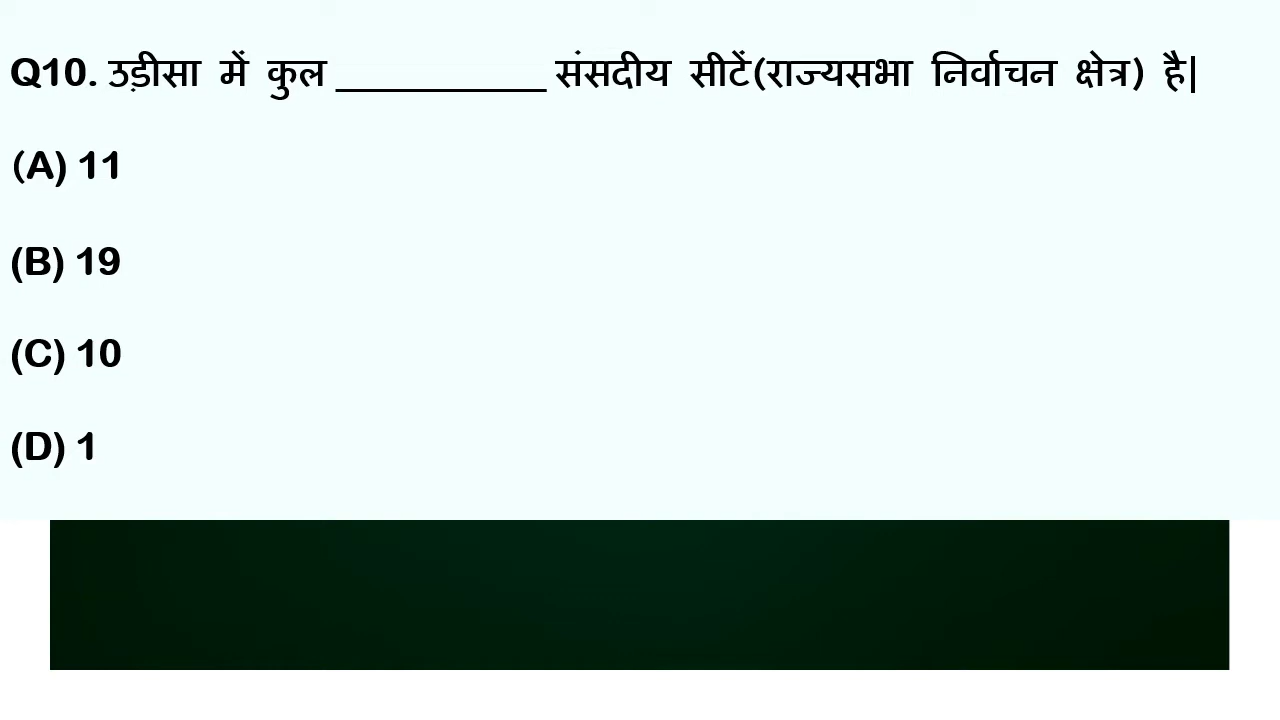 Q10. उड़ीसा में कुल __________ संसदीय सीटें(राज्यसभा निर्वाचन क्षेत्र) है|
(A) 11
(B) 19
(C) 10
(D) 1